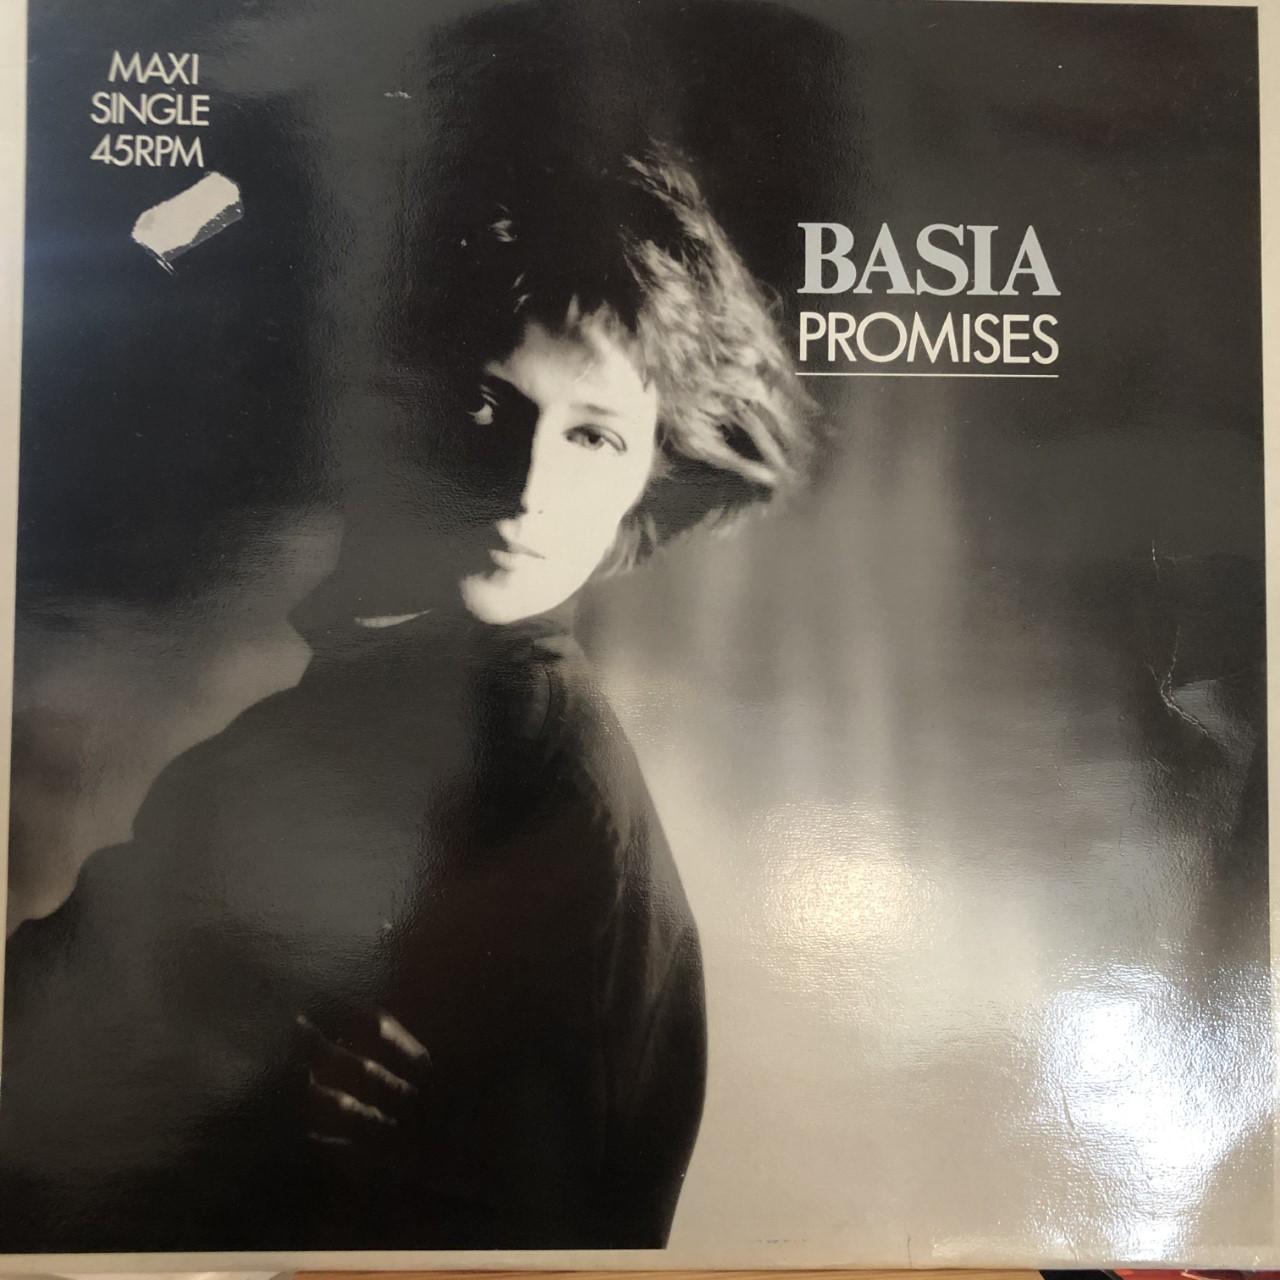 MAXI
SINGLE
45RPM
BASIA
PROMISES